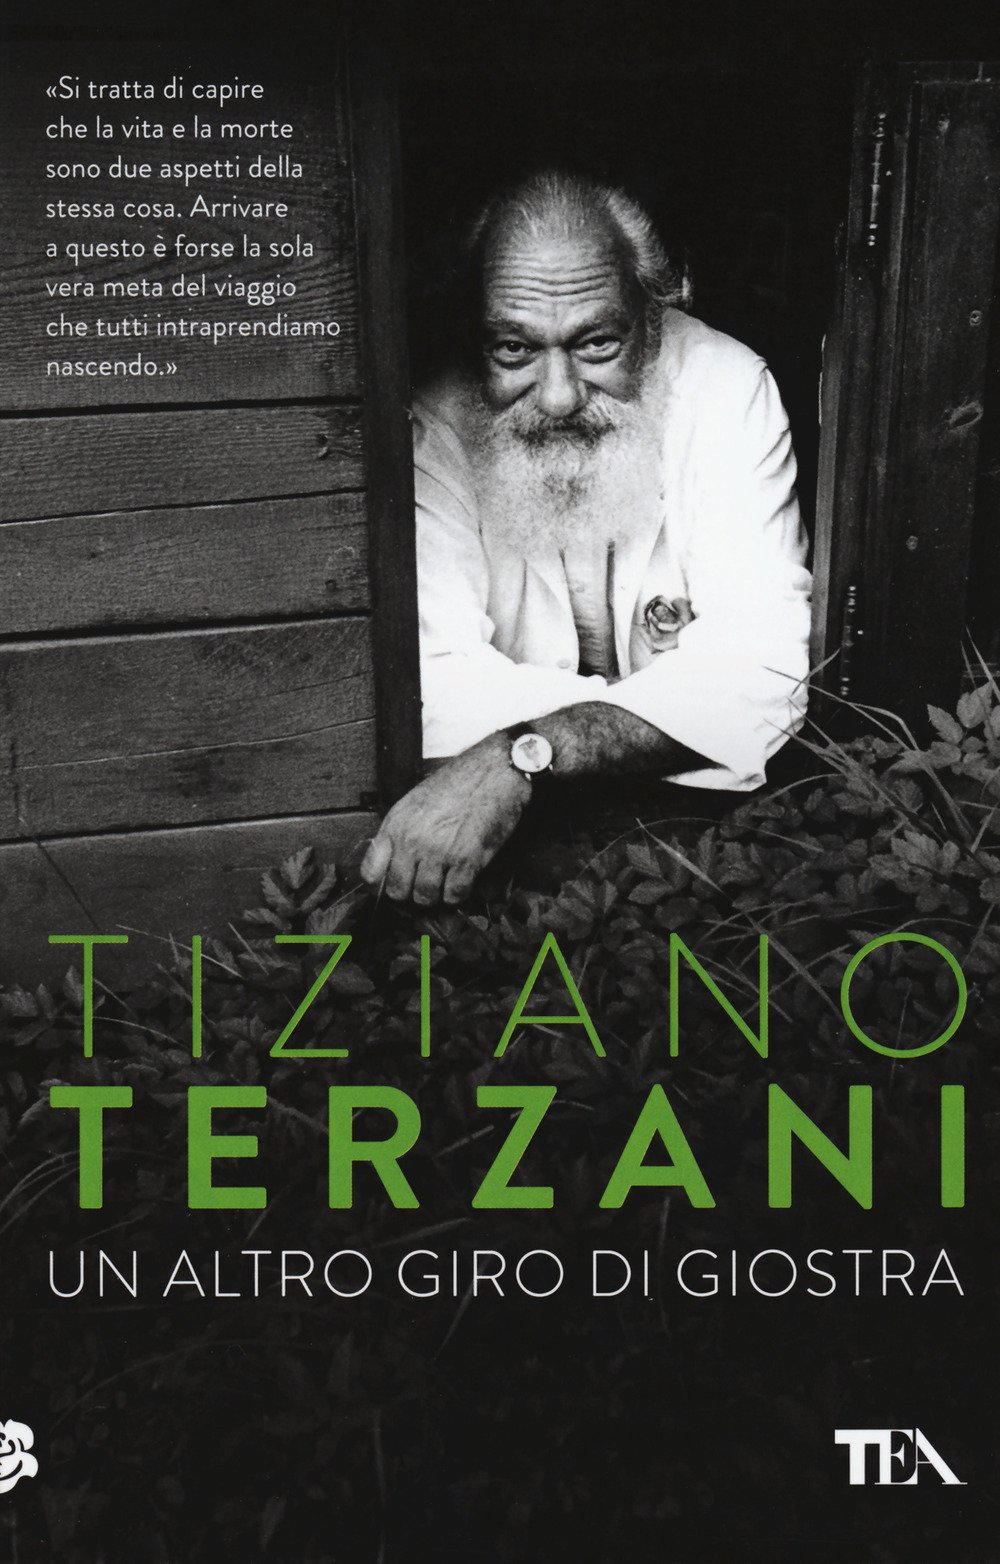 «Si tratta di capire
che la vita e la morte
sono due aspetti della
stessa cosa. Arrivare
a questo è forse la sola
vera meta del viaggio
che tutti intraprendiamo
nascendo.»
TIZIANO
TERZANI
UN ALTRO GIRO DI GIOSTRA
TEA